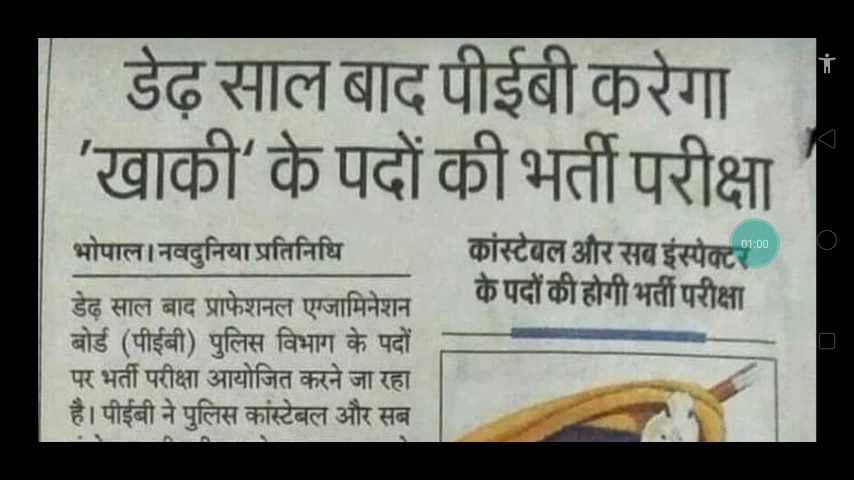 डेढ़ साल बाद पीईबी करेगा
'खाकी' के पदों की भर्ती परीक्षा
भोपाल। नवदुनिया प्रतिनिधि
डेढ़ साल बाद प्राफेशनल एग्जामिनेशन
बोर्ड (पीईबी) पुलिस विभाग के पदों
पर भर्ती परीक्षा आयोजित करने जा रहा
है। पीईबी ने पुलिस कांस्टेबल और सब
कांस्टेबल और सब इंस्पेक्टर
के पदों की होगी भर्ती परीक्षा
01:00